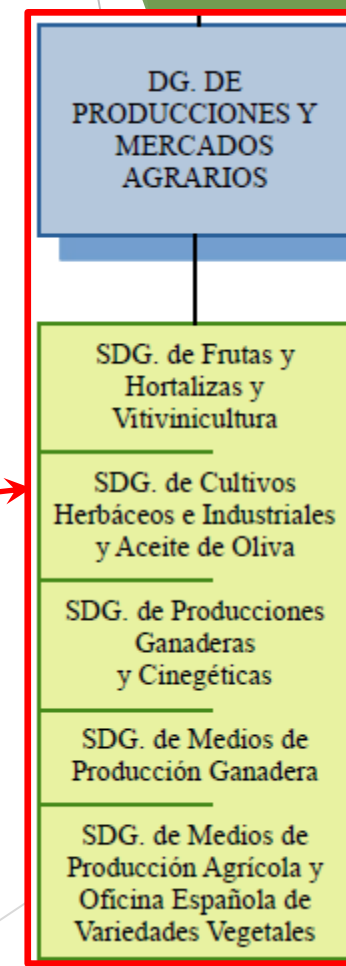 DG. DE
PRODUCCIONES Y
MERCADOS
AGRARIOS
SDG. de Frutas y
Hortalizas y
Vitivinicultura
SDG. de Cultivos
Herbáceos e Industriales
y Aceite de Oliva
SDG. de Producciones
Ganaderas
y Cinegéticas
SDG. de Medios de
Producción Ganadera
SDG. de Medios de
Producción Agrícola y
Oficina Española de
Variedades Vegetales